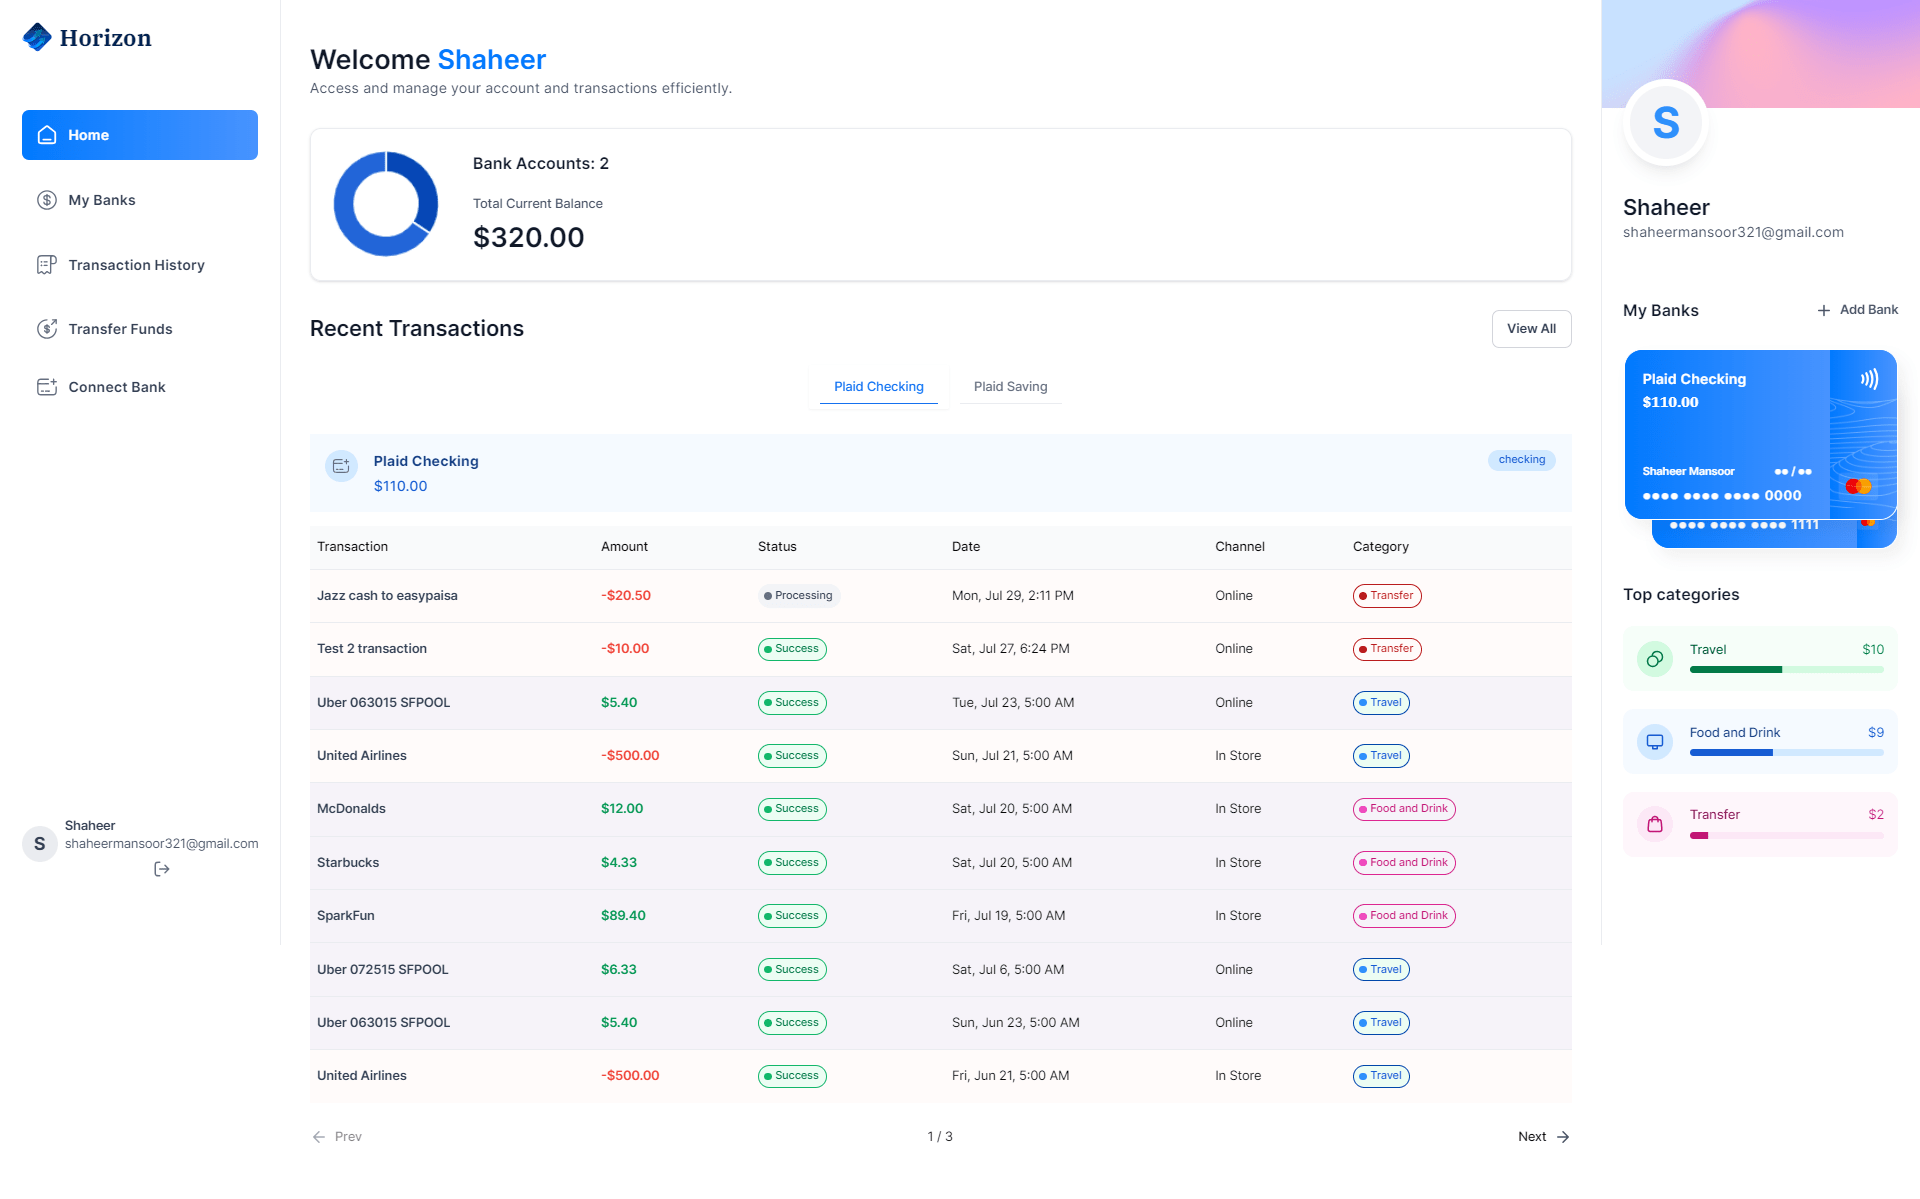 Horizon
Home
My Banks
Transaction History
Transfer Funds
Connect Bank
S
Shaheer
shaheermansoor321@gmail.com
Welcome Shaheer
Access and manage your account and transactions efficiently.
Bank Accounts: 2
Total Current Balance
$320.00
Recent Transactions
View All
Plaid Checking Plaid Saving
Plaid Checking
$110.00
checking
Transaction Amount Status Date Channel Category
Jazz cash to easypaisa -$20.50 Processing Mon, Jul 29, 2:11 PM Online Transfer
Test 2 transaction -$10.00 Success Sat, Jul 27, 6:24 PM Online Transfer
Uber 063015 SFPOOL $5.40 Success Tue, Jul 23, 5:00 AM Online Travel
United Airlines -$500.00 Success Sun, Jul 21, 5:00 AM In Store Travel
McDonalds $12.00 Success Sat, Jul 20, 5:00 AM In Store Food and Drink
Starbucks $4.33 Success Sat, Jul 20, 5:00 AM In Store Food and Drink
SparkFun $89.40 Success Fri, Jul 19, 5:00 AM In Store Food and Drink
Uber 072515 SFPOOL $6.33 Success Sat, Jul 6, 5:00 AM Online Travel
Uber 063015 SFPOOL $5.40 Success Sun, Jun 23, 5:00 AM Online Travel
United Airlines -$500.00 Success Fri, Jun 21, 5:00 AM In Store Travel
Prev 1 / 3 Next
S
Shaheer
shaheermansoor321@gmail.com
My Banks + Add Bank
Plaid Checking
$110.00
Shaheer Mansoor ●● / ●●
●●●● ●●●● ●●●● 0000
●●●● ●●●● ●●●● 1111
Top categories
Travel $10
Food and Drink $9
Transfer $2